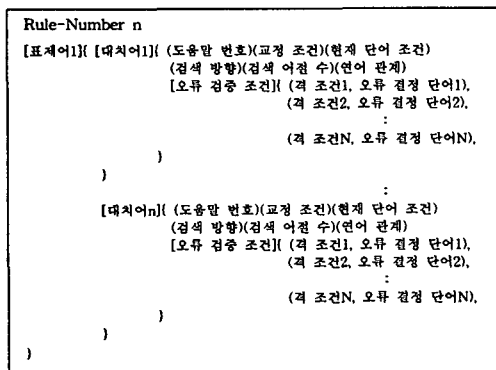 Rule-Number n
[표제어1]{ [대치어1]{ (도움말 번호)(교정 조건)(현재 단어 조건)
(검색 방향)(검색 어절 수)(연어 관계)
[오류 검증 조건]{ (격 조건1, 오류 결정 단어1),
(격 조건2, 오류 결정 단어2),
:
(격 조건N, 오류 결정 단어N),
}
}
:
[대치어n]{ (도움말 번호)(교정 조건)(현재 단어 조건)
(검색 방향)(검색 어절 수)(연어 관계)
[오류 검증 조건]{ (격 조건1, 오류 결정 단어1),
(격 조건2, 오류 결정 단어2),
:
(격 조건N, 오류 결정 단어N),
}
}
}